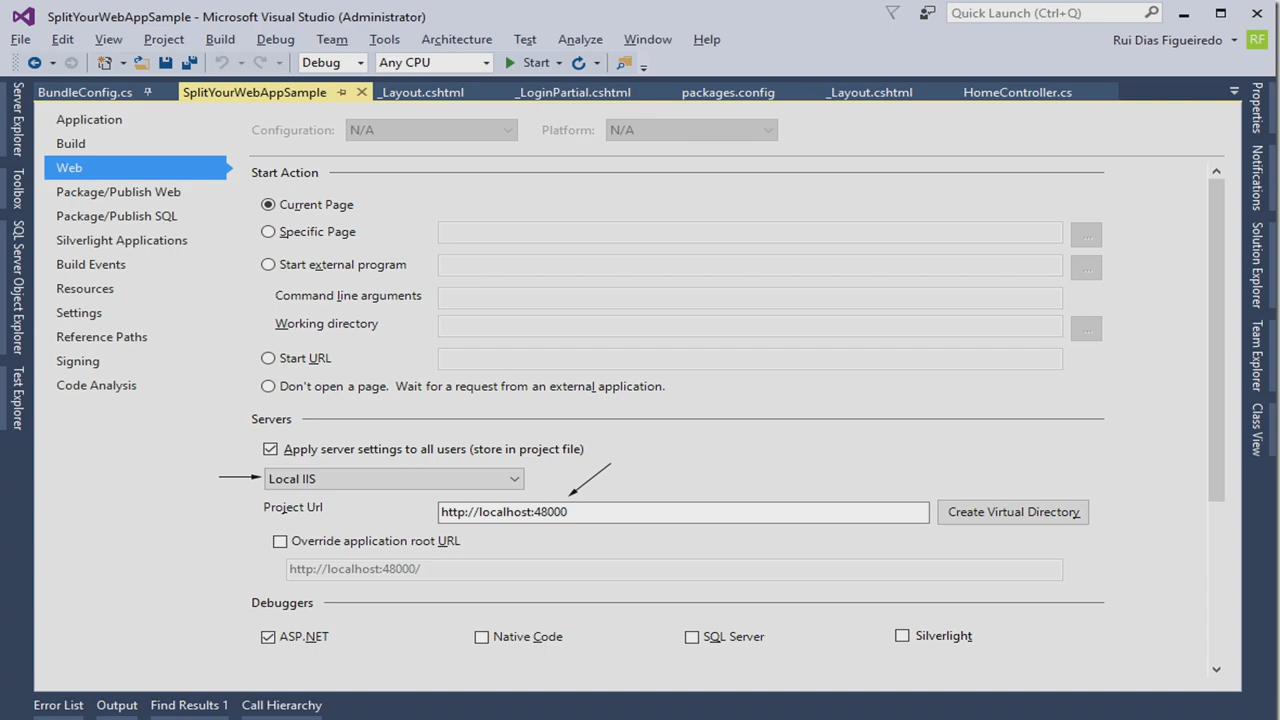 SplitYourWebAppSample - Microsoft Visual Studio (Administrator)
Quick Launch (Ctrl+Q)
File Edit View Project Build Debug Team Tools Architecture Test Analyze Window Help
Rui Dias Figueiredo RF
Debug Any CPU Start
BundleConfig.cs SplitYourWebAppSample _Layout.cshtml _LoginPartial.cshtml packages.config _Layout.cshtml HomeController.cs
Server Explorer
Toolbox
SQL Server Object Explorer
Test Explorer
Application
Build
Web
Package/Publish Web
Package/Publish SQL
Silverlight Applications
Build Events
Resources
Settings
Reference Paths
Signing
Code Analysis
Configuration: N/A Platform: N/A
Start Action
Current Page
Specific Page ...
Start external program ...
Command line arguments
Working directory ...
Start URL
Don't open a page. Wait for a request from an external application.
Servers
Apply server settings to all users (store in project file)
Local IIS
Project Url http://localhost:48000 Create Virtual Directory
Override application root URL
http://localhost:48000/
Debuggers
ASP.NET Native Code SQL Server Silverlight
Properties
Notifications
Solution Explorer
Team Explorer
Class View
Error List Output Find Results 1 Call Hierarchy